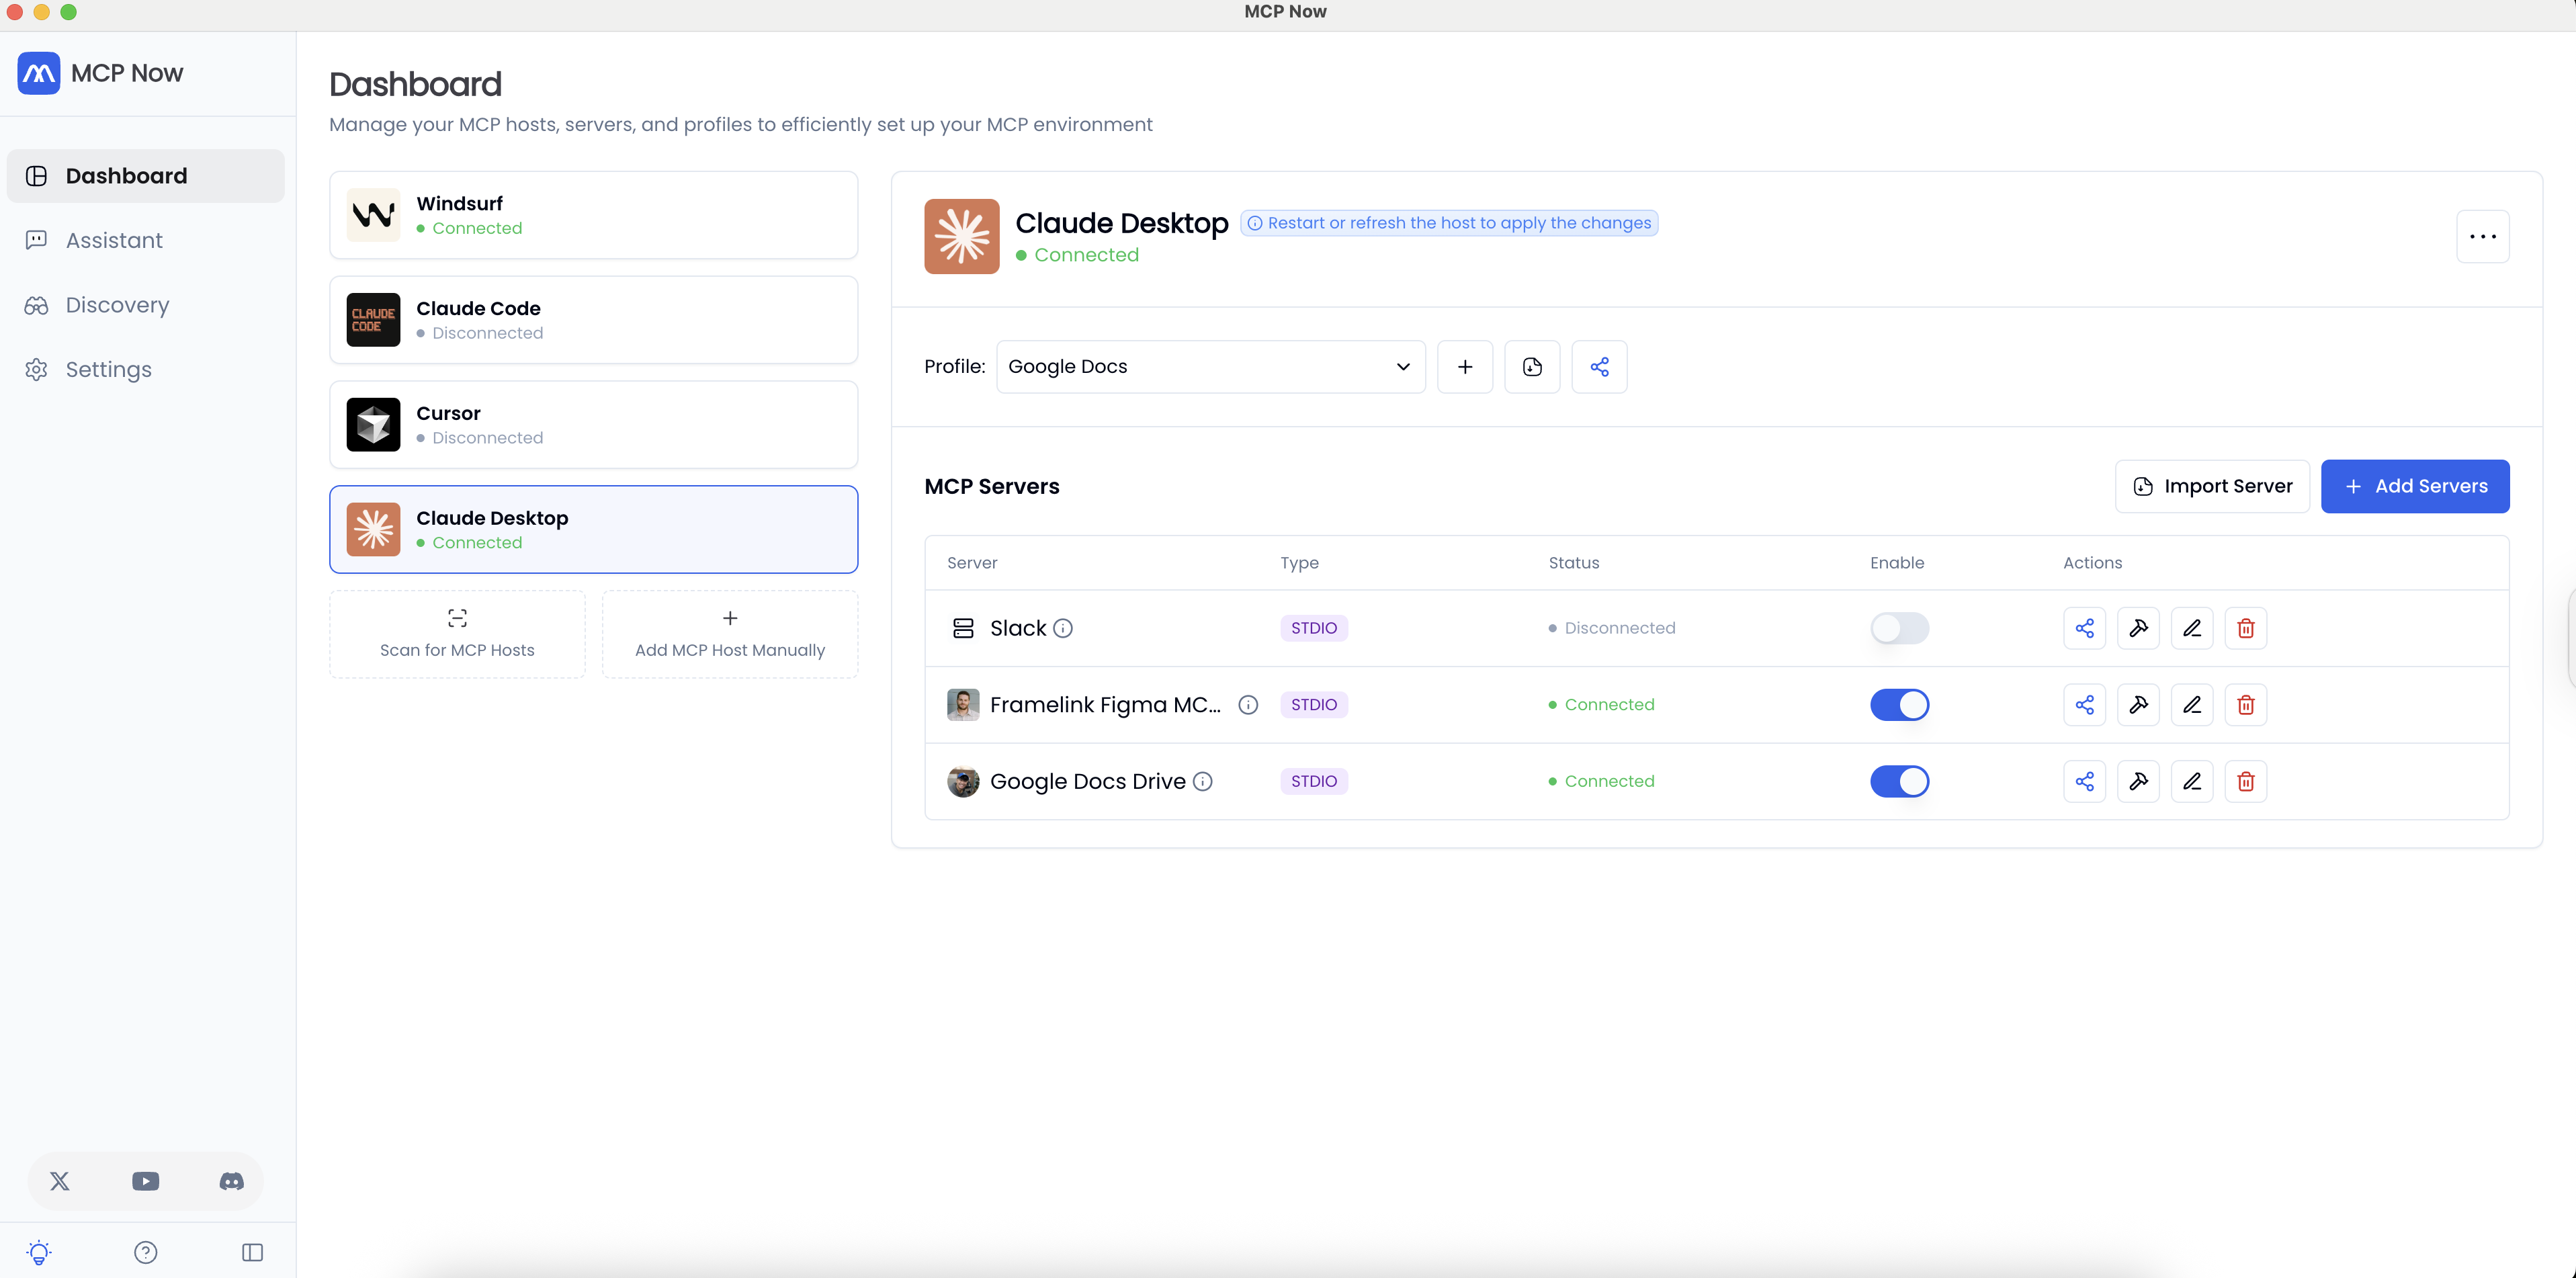 MCP Now
MCP Now
Dashboard
Assistant
Discovery
Settings
Dashboard
Manage your MCP hosts, servers, and profiles to efficiently set up your MCP environment
Windsurf
Connected
CLAUDE
CODE
Claude Code
Disconnected
Cursor
Disconnected
Claude Desktop
Connected
Scan for MCP Hosts
Add MCP Host Manually
Claude Desktop
Restart or refresh the host to apply the changes
Connected
Profile: Google Docs
MCP Servers
Import Server
Add Servers
Server Type Status Enable Actions
Slack STDIO Disconnected
Framelink Figma MC... STDIO Connected
Google Docs Drive STDIO Connected